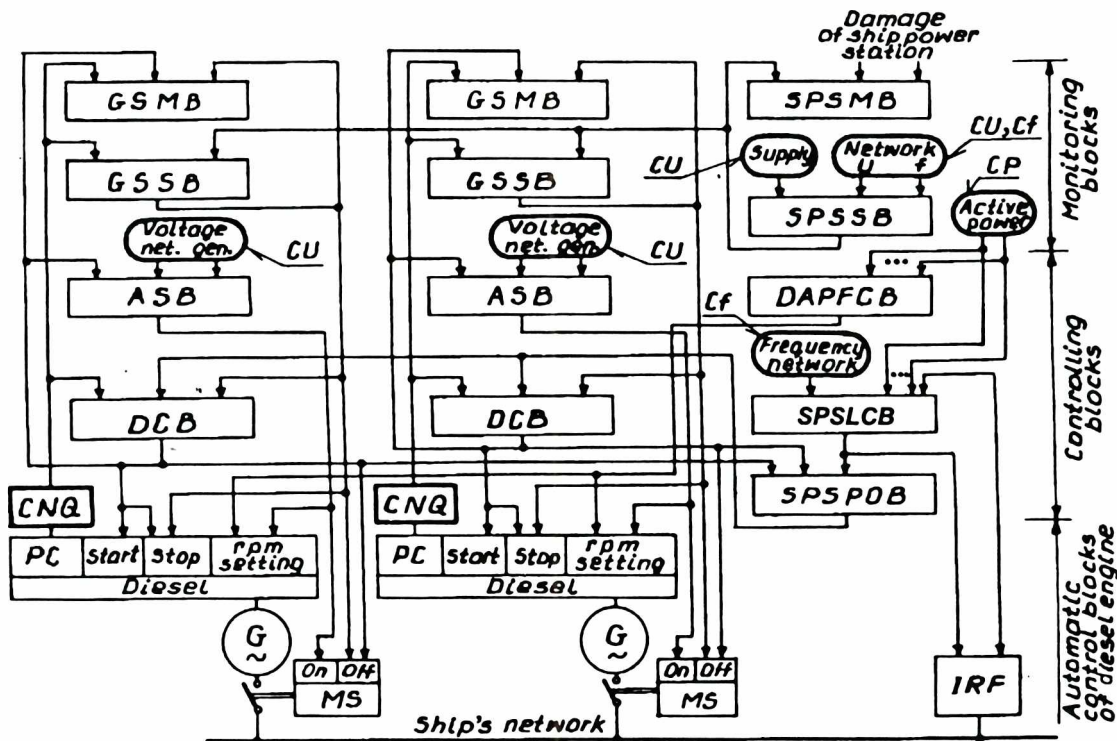 Damage
of ship power
station
GSMB
GSMB
SPSMB
CU
Supply
Network
U f
CU, Cf
CP
GSSB
GSSB
SPSSB
Active
power
Voltage
net. gen.
CU
Voltage
net. gen.
CU
ASB
ASB
DAPFCB
Cf
Frequency
network
DCB
DCB
SPSLCB
SPSPOB
CNQ
CNQ
PC
Start
Stop
rpm
setting
PC
Start
Stop
rpm
setting
Diesel
Diesel
G
~
G
~
On
Off
MS
On
Off
MS
IRF
Ship's network
Monitoring
blocks
Controlling
blocks
Automatic
control blocks
of diesel engine